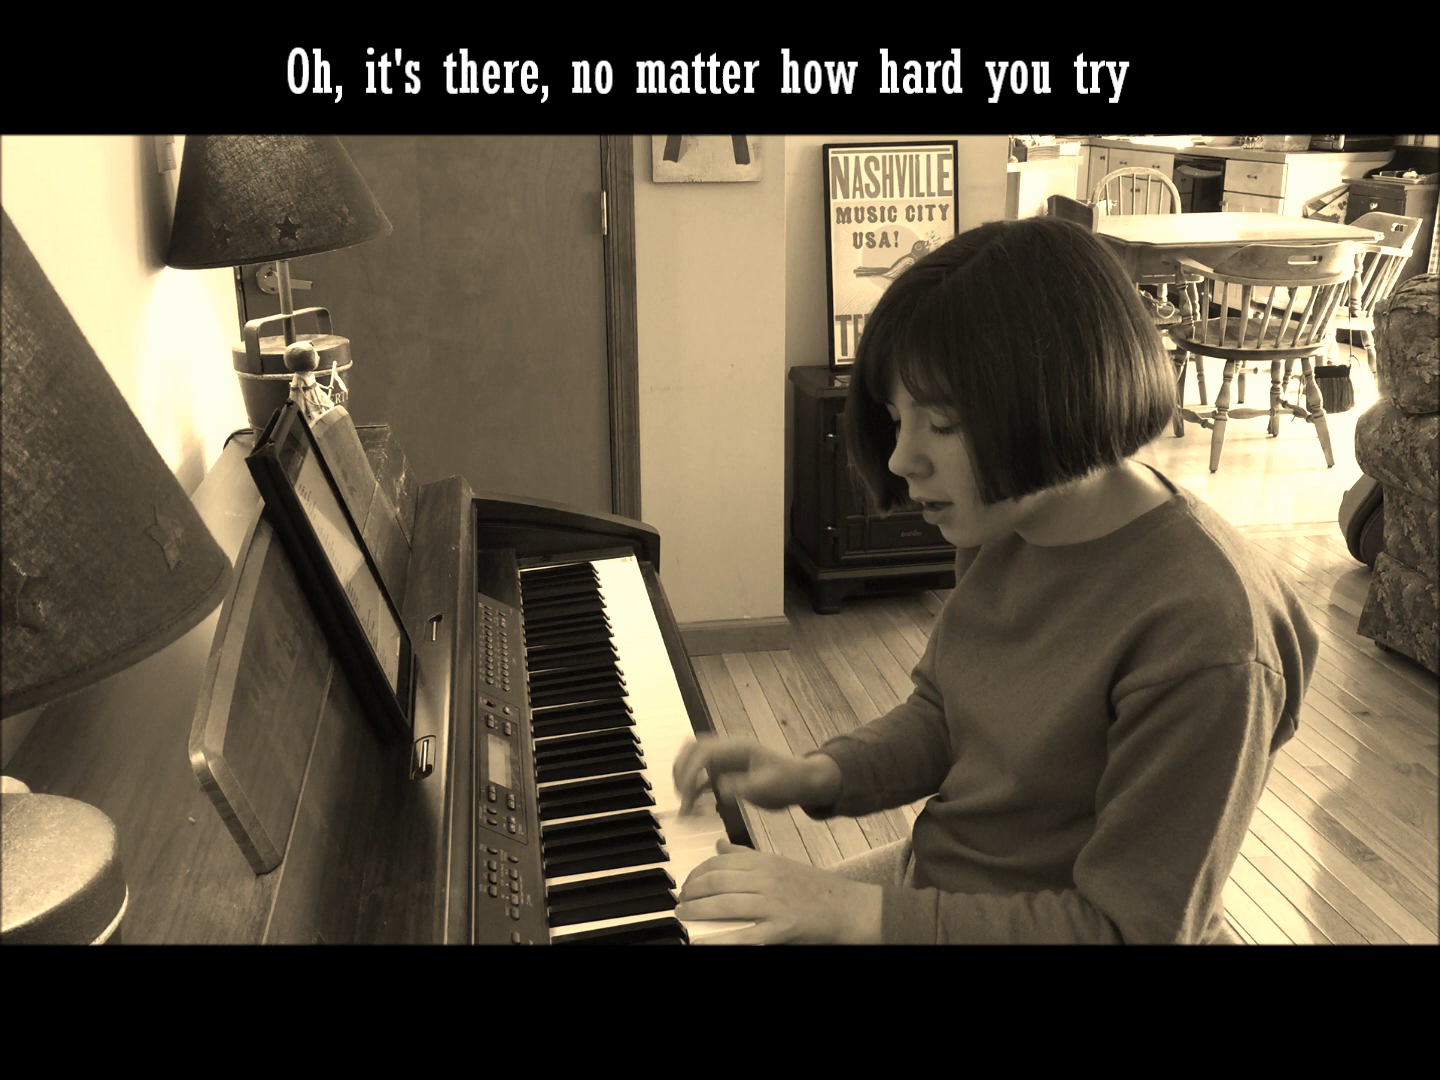 Oh, it's there, no matter how hard you try
NASHVILLE
MUSIC CITY
USA!